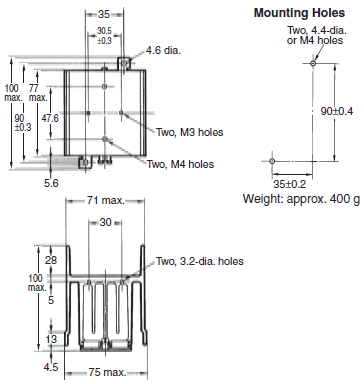 35
30.5
±0.3
4.6 dia.
100
max.
77
max.
90
±0.3
47.6
Two, M3 holes
Two, M4 holes
5.6
Mounting Holes
Two, 4.4-dia.
or M4 holes
90±0.4
35±0.2
Weight: approx. 400 g
71 max.
30
Two, 3.2-dia. holes
28
100
max.
5
13
4.5
75 max.